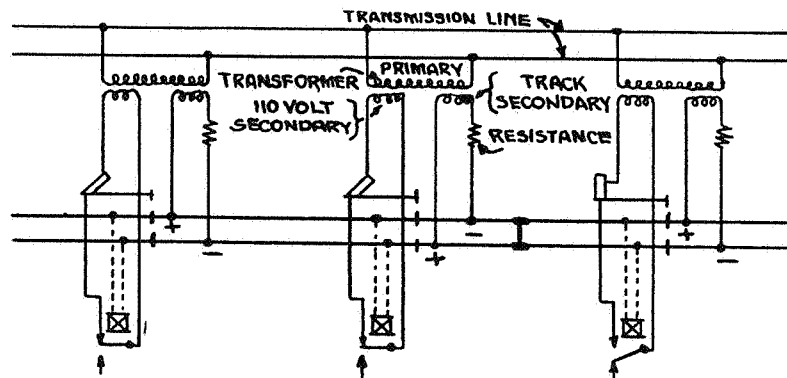 TRANSMISSION LINE
TRANSFORMER
PRIMARY
TRACK
SECONDARY
110 VOLT
SECONDARY
RESISTANCE
+
−
+
−
+
−